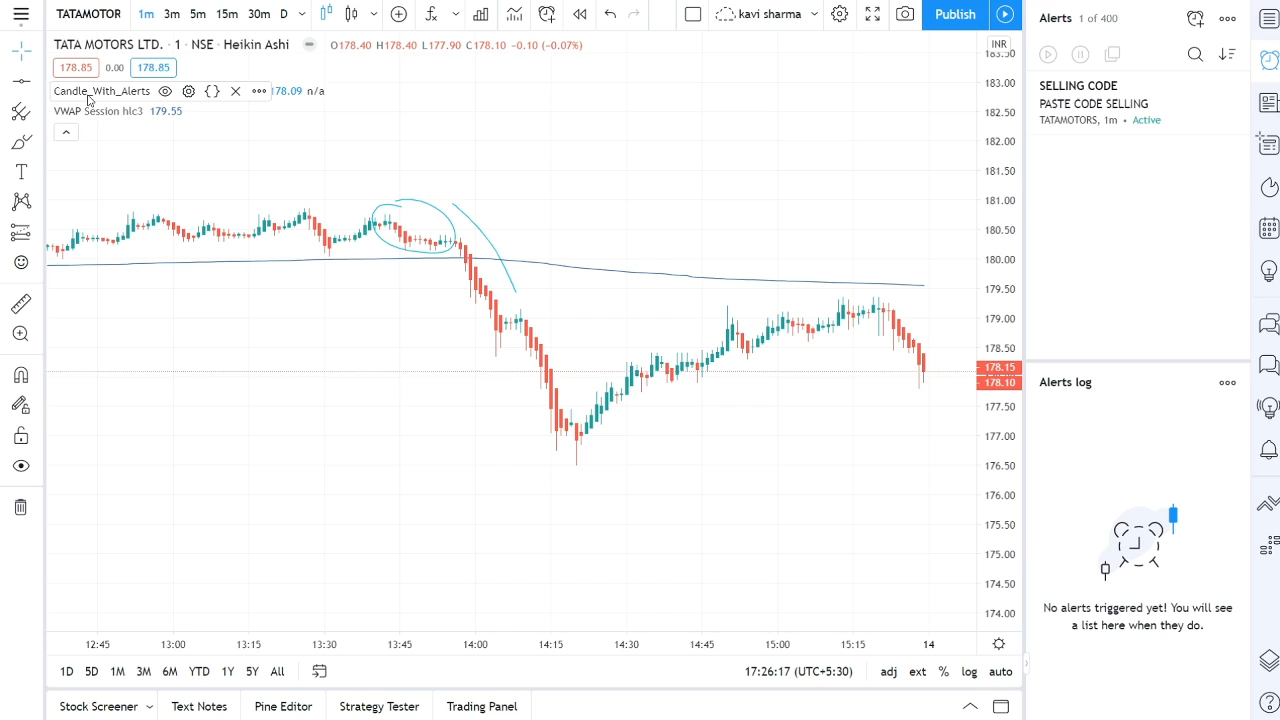 TATAMOTOR 1m 3m 5m 15m 30m D kavi sharma Publish
Alerts 1 of 400
TATA MOTORS LTD. · 1 · NSE · Heikin Ashi O178.40 H178.40 L177.90 C178.10 -0.10 (-0.07%)
INR
178.85 0.00 178.85
Candle_With_Alerts 178.09 n/a
VWAP Session hlc3 179.55
SELLING CODE
PASTE CODE SELLING
TATAMOTORS, 1m • Active
183.50
183.00
182.50
182.00
181.50
181.00
180.50
180.00
179.50
179.00
178.50
178.15
178.10
177.50
177.00
176.50
176.00
175.50
175.00
174.50
174.00
Alerts log
No alerts triggered yet! You will see
a list here when they do.
12:45 13:00 13:15 13:30 13:45 14:00 14:15 14:30 14:45 15:00 15:15 14
1D 5D 1M 3M 6M YTD 1Y 5Y All 17:26:17 (UTC+5:30) adj ext % log auto
Stock Screener Text Notes Pine Editor Strategy Tester Trading Panel